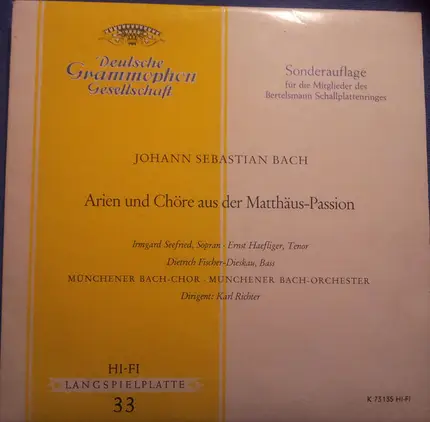 Deutsche
Grammophon
Gesellschaft
Sonderauflage
für die Mitglieder des
Bertelsmann Schallplattenringes
JOHANN SEBASTIAN BACH
Arien und Chöre aus der Matthäus-Passion
Irmgard Seefried, Sopran · Ernst Haefliger, Tenor
Dietrich Fischer-Dieskau, Bass
MÜNCHENER BACH-CHOR · MÜNCHENER BACH-ORCHESTER
Dirigent: Karl Richter
HI-FI
LANGSPIELPLATTE
33
K 73135 HI-FI